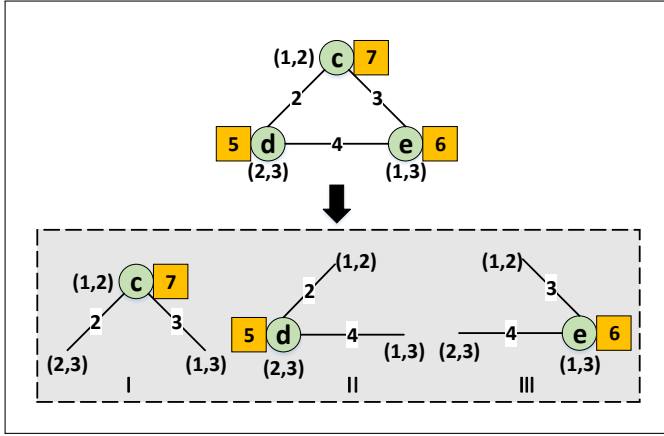 (1,2) c 7
2 3
5 d 4 e 6
(2,3) (1,3)
(1,2) c 7 (1,2) (1,2)
2 3 2 3
5 d 4 4 e 6
(2,3) (1,3) (2,3) (1,3) (2,3) (1,3)
I II III